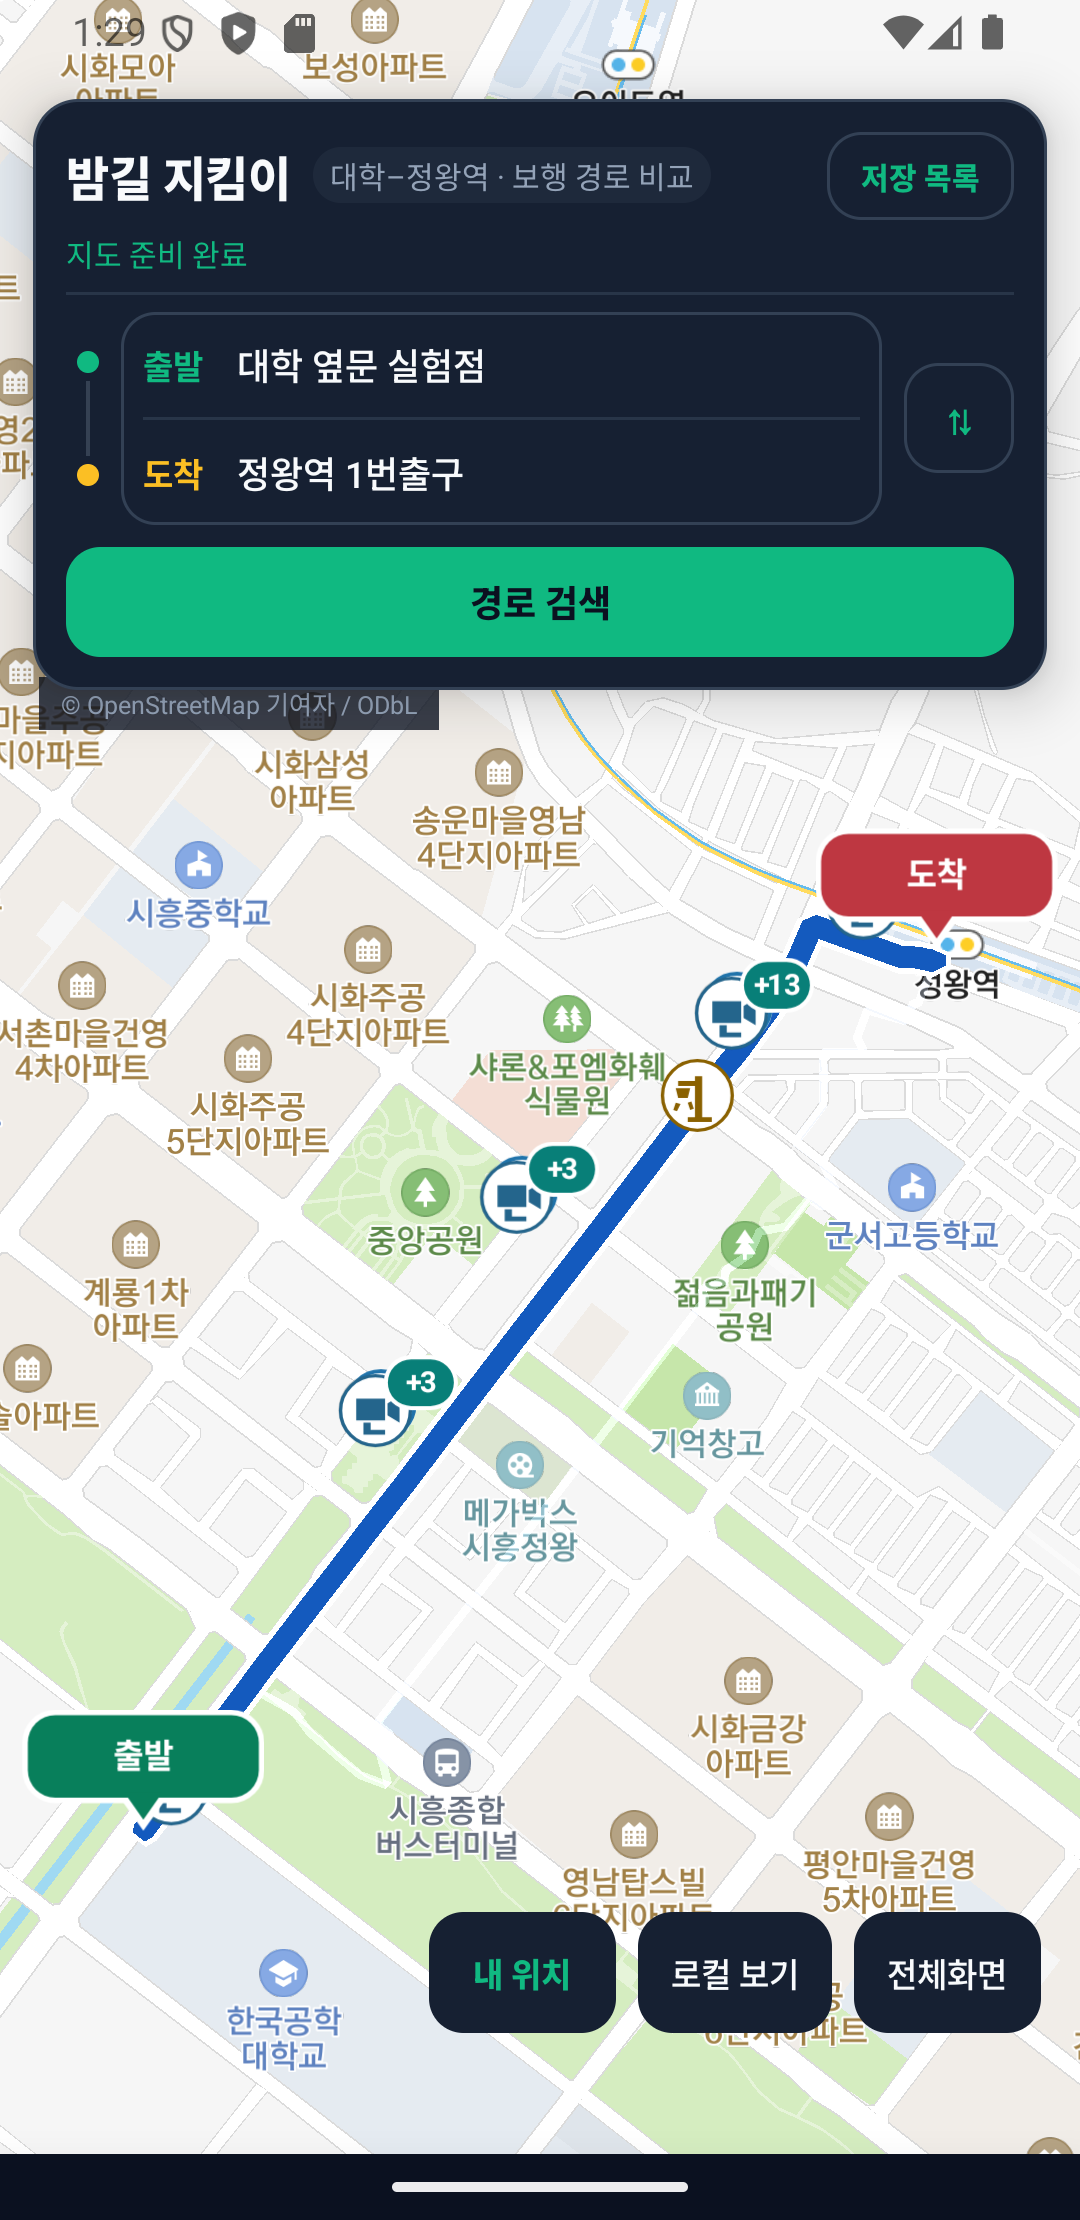 1:29
시화모아
아파트
보성아파트
밤길 지킴이
대학–정왕역 · 보행 경로 비교
저장 목록
지도 준비 완료
출발 대학 옆문 실험점
도착 정왕역 1번출구
경로 검색
© OpenStreetMap 기여자 / ODbL
시화삼성
아파트
송운마을영남
4단지아파트
도착
시흥중학교
정왕역
+13
시화주공
4단지아파트
서촌마을건영
4차아파트
샤론&포엠화훼
식물원
시화주공
5단지아파트
+3
중앙공원
군서고등학교
젊음과패기
공원
계룡1차
아파트
+3
기억창고
메가박스
시흥정왕
시화금강
아파트
출발
시흥종합
버스터미널
영남탑스빌
6단지아파트
평안마을건영
5차아파트
내 위치
로컬 보기
전체화면
한국공학
대학교